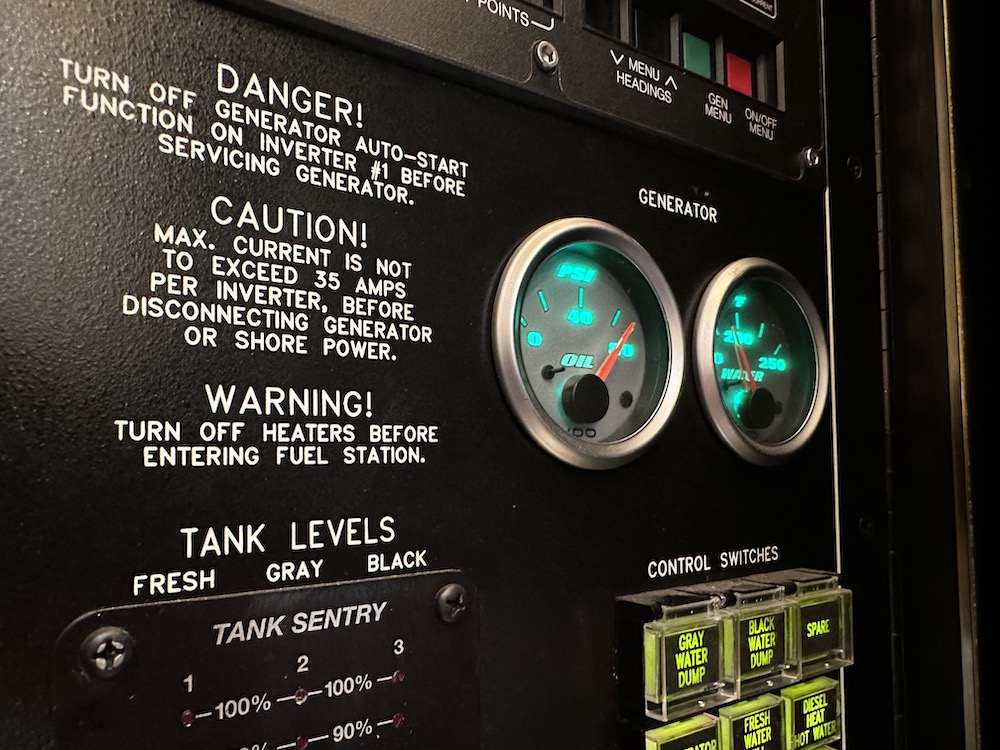 POINTS
MENU
HEADINGS
GEN
MENU
ON/OFF
MENU
DANGER!
TURN OFF GENERATOR AUTO-START
FUNCTION ON INVERTER #1 BEFORE
SERVICING GENERATOR.
CAUTION!
MAX. CURRENT IS NOT
TO EXCEED 35 AMPS
PER INVERTER, BEFORE
DISCONNECTING GENERATOR
OR SHORE POWER.
WARNING!
TURN OFF HEATERS BEFORE
ENTERING FUEL STATION.
GENERATOR
PSI
0 40 80
OIL
°F
250
WATER
TANK LEVELS
FRESH GRAY BLACK
TANK SENTRY
1 2 3
100% 100%
90%
CONTROL SWITCHES
GRAY
WATER
DUMP
BLACK
WATER
DUMP
SPARE
FRESH
WATER
DIESEL
HEAT
HOT WATER